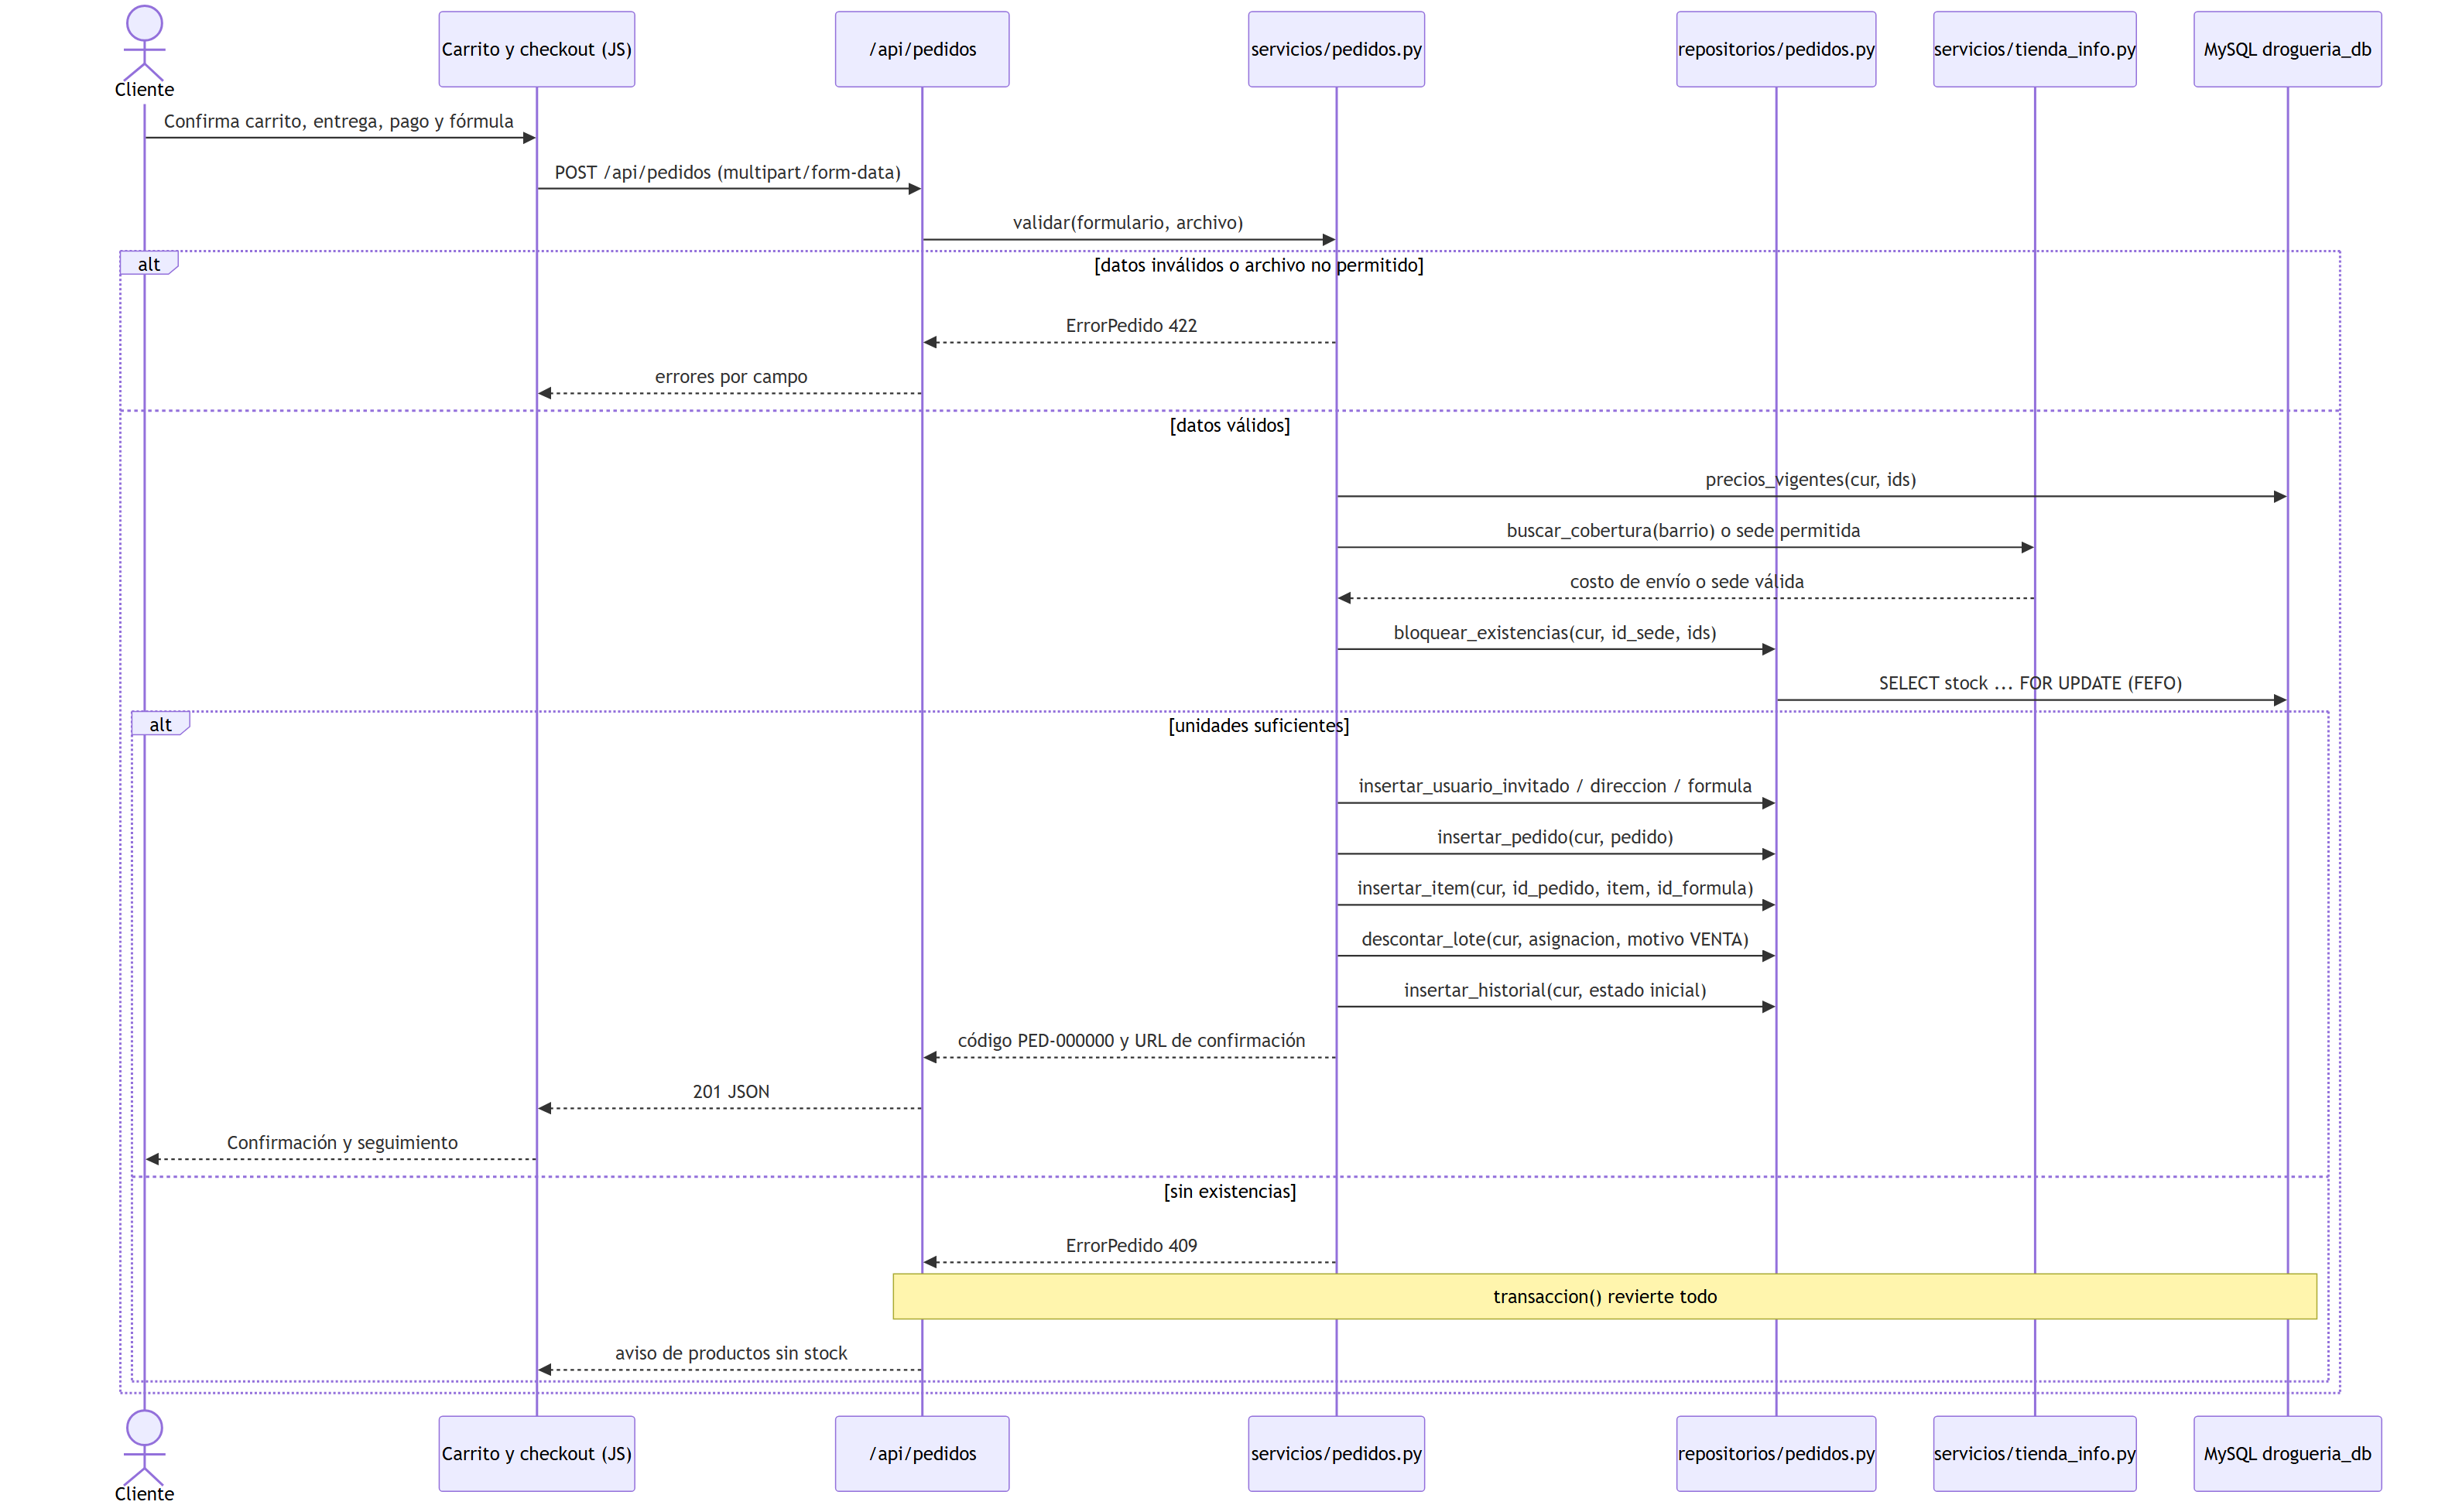 Cliente
Carrito y checkout (JS)
/api/pedidos
servicios/pedidos.py
repositorios/pedidos.py
servicios/tienda_info.py
MySQL drogueria_db
Confirma carrito, entrega, pago y fórmula
POST /api/pedidos (multipart/form-data)
validar(formulario, archivo)
alt
[datos inválidos o archivo no permitido]
ErrorPedido 422
errores por campo
[datos válidos]
precios_vigentes(cur, ids)
buscar_cobertura(barrio) o sede permitida
costo de envío o sede válida
bloquear_existencias(cur, id_sede, ids)
SELECT stock ... FOR UPDATE (FEFO)
alt
[unidades suficientes]
insertar_usuario_invitado / direccion / formula
insertar_pedido(cur, pedido)
insertar_item(cur, id_pedido, item, id_formula)
descontar_lote(cur, asignacion, motivo VENTA)
insertar_historial(cur, estado inicial)
código PED-000000 y URL de confirmación
201 JSON
Confirmación y seguimiento
[sin existencias]
ErrorPedido 409
transaccion() revierte todo
aviso de productos sin stock
Cliente
Carrito y checkout (JS)
/api/pedidos
servicios/pedidos.py
repositorios/pedidos.py
servicios/tienda_info.py
MySQL drogueria_db